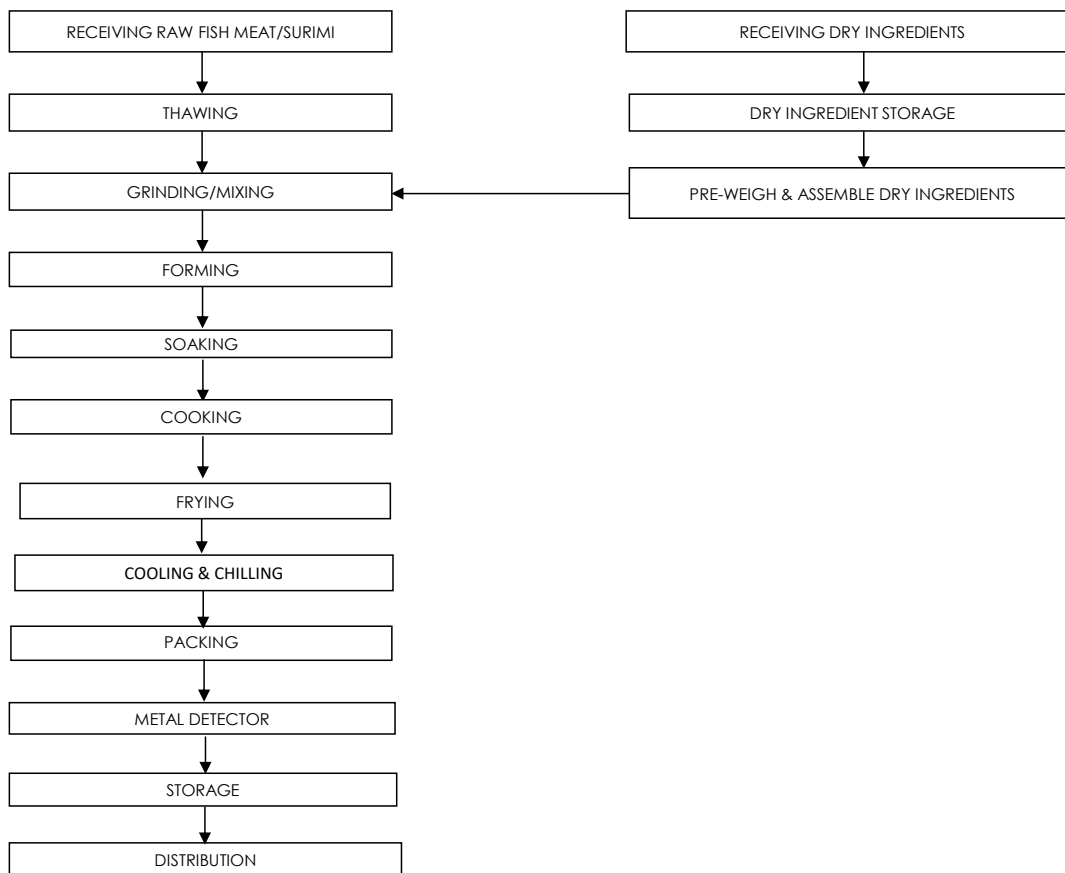 RECEIVING RAW FISH MEAT/SURIMI
THAWING
GRINDING/MIXING
FORMING
SOAKING
COOKING
FRYING
COOLING & CHILLING
PACKING
METAL DETECTOR
STORAGE
DISTRIBUTION
RECEIVING DRY INGREDIENTS
DRY INGREDIENT STORAGE
PRE-WEIGH & ASSEMBLE DRY INGREDIENTS